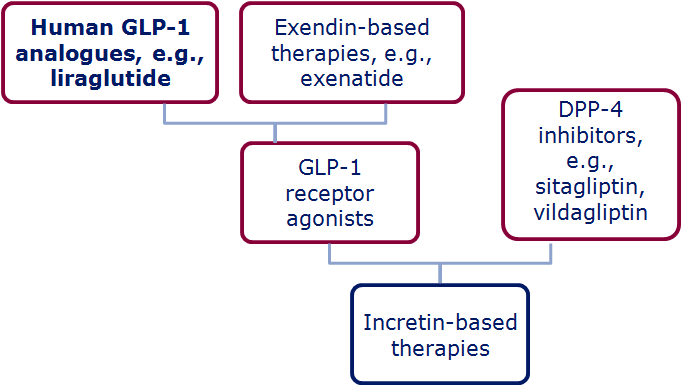 Human GLP-1
analogues, e.g.,
liraglutide
Exendin-based
therapies, e.g.,
exenatide
DPP-4
inhibitors,
e.g.,
sitagliptin,
vildagliptin
GLP-1
receptor
agonists
Incretin-based
therapies